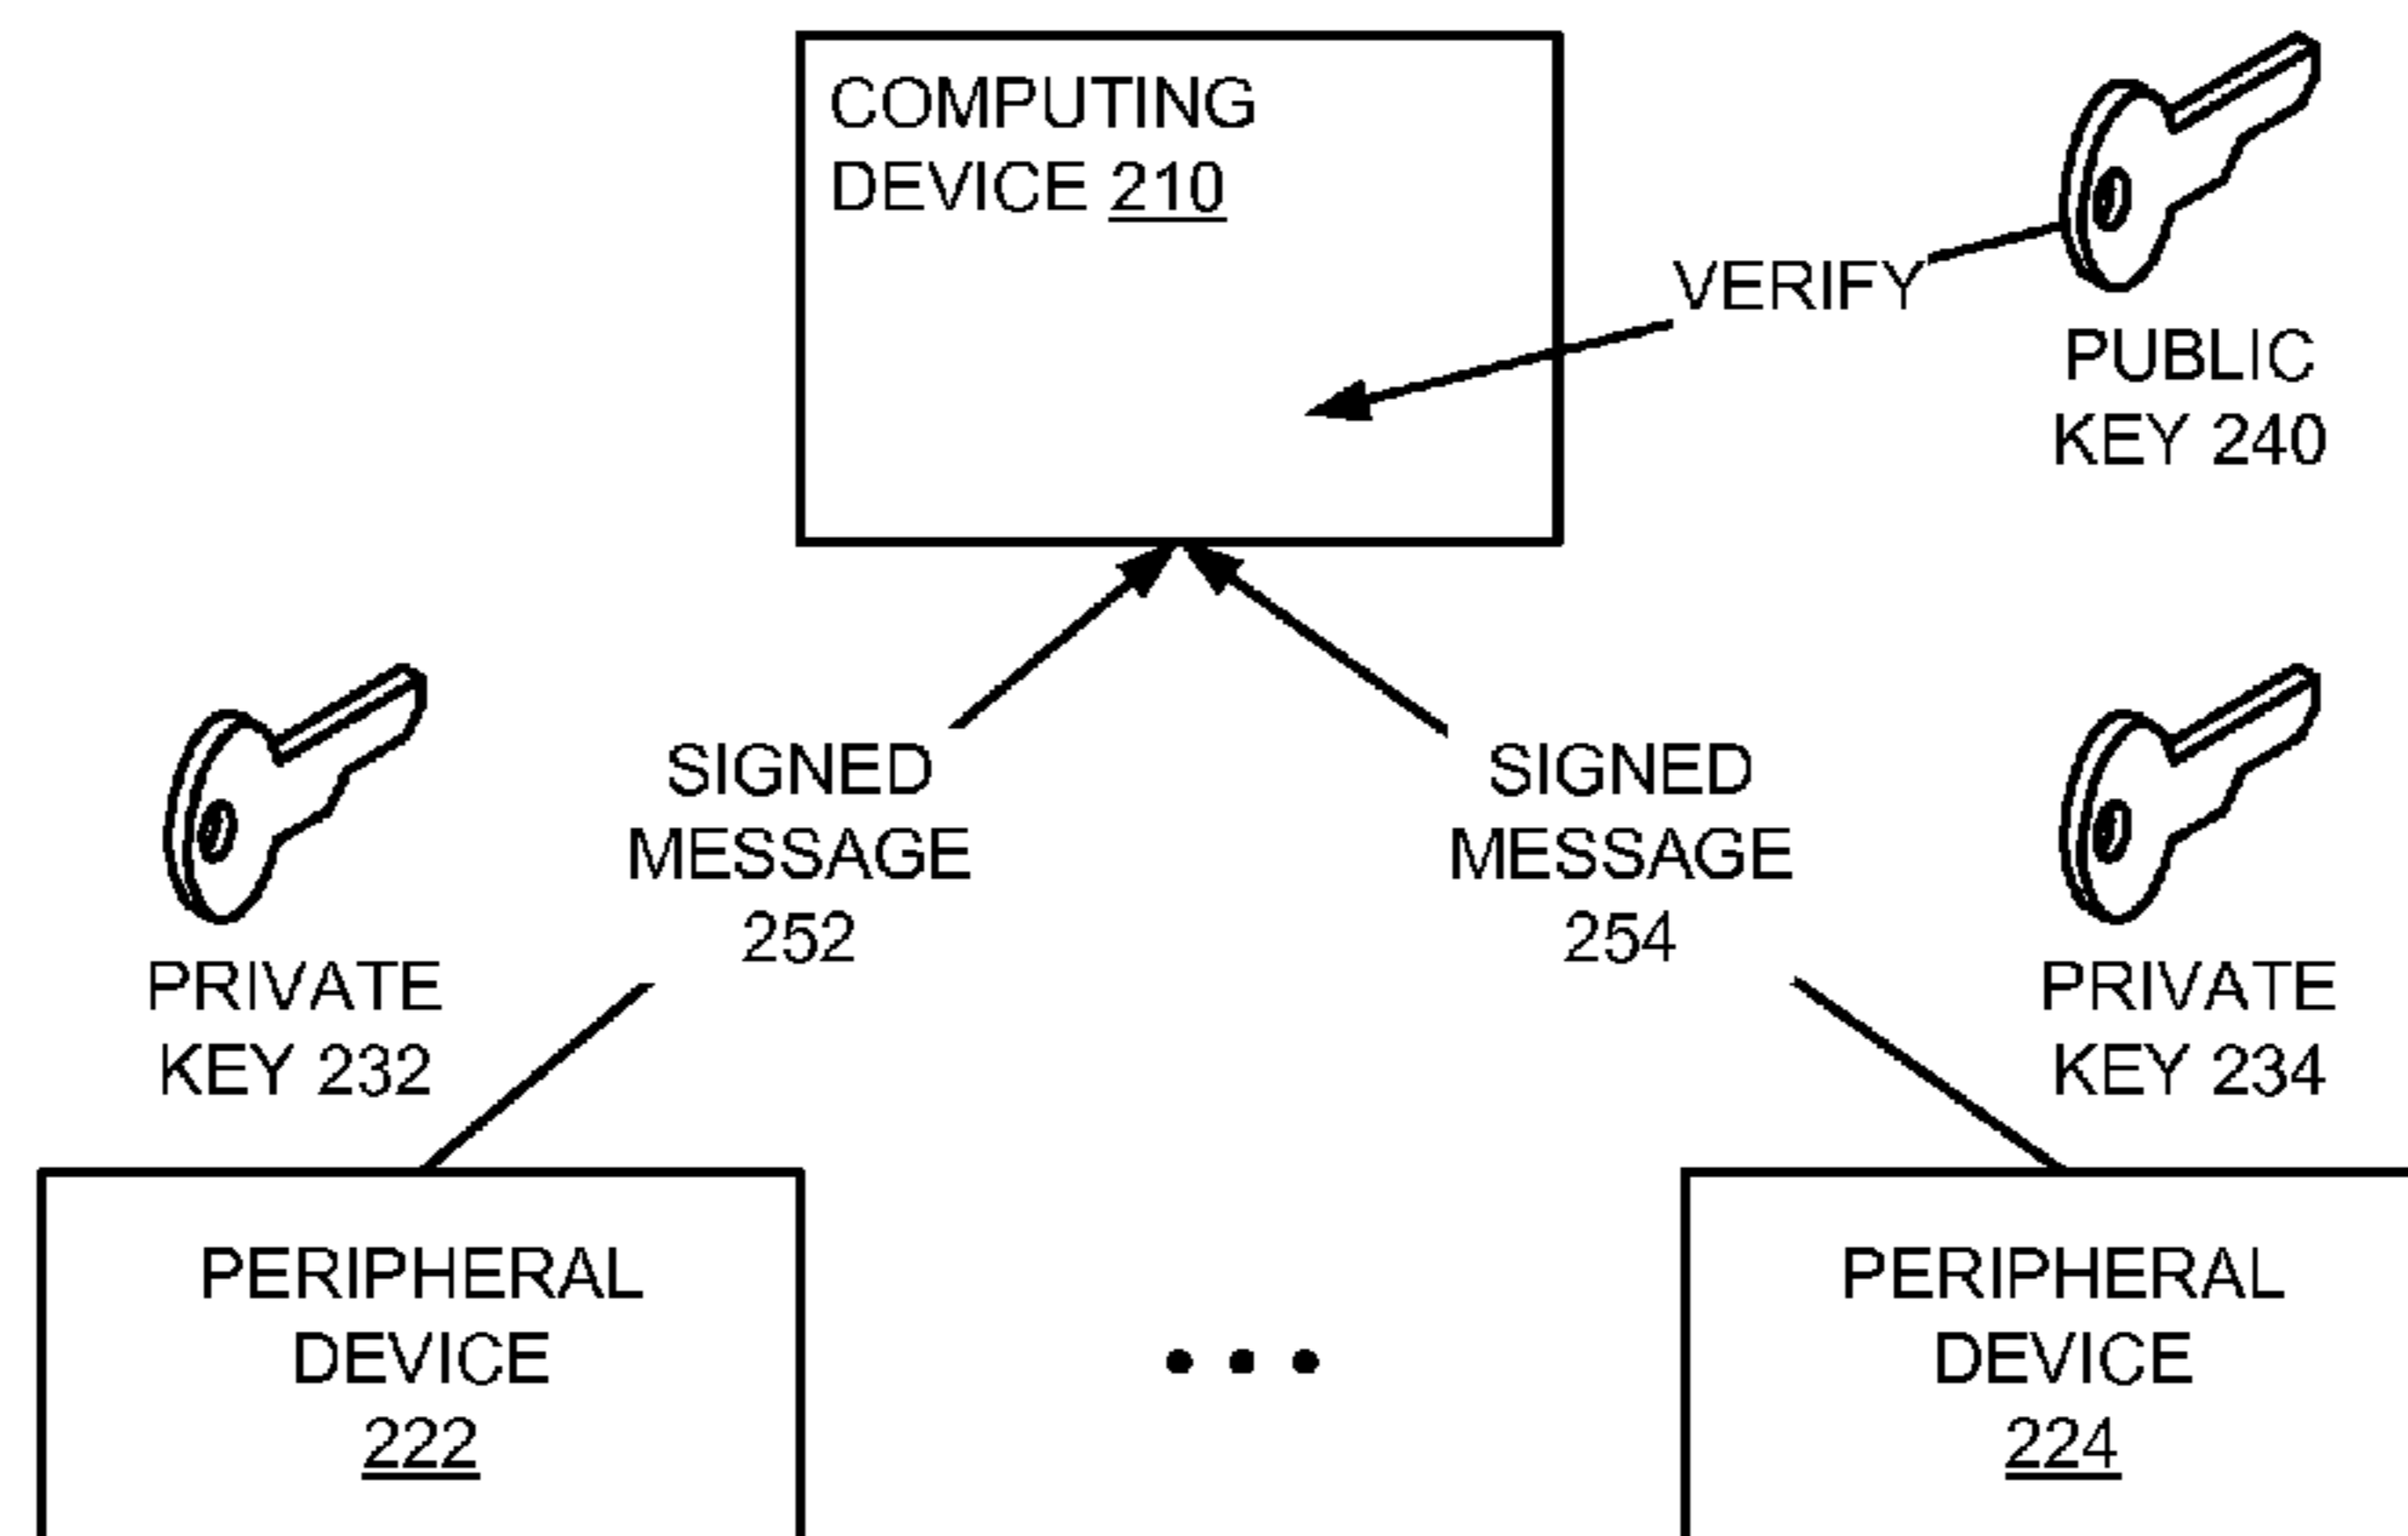 COMPUTING
DEVICE 210
VERIFY
PUBLIC
KEY 240
SIGNED
MESSAGE
252
SIGNED
MESSAGE
254
PRIVATE
KEY 232
PRIVATE
KEY 234
PERIPHERAL
DEVICE
222
PERIPHERAL
DEVICE
224